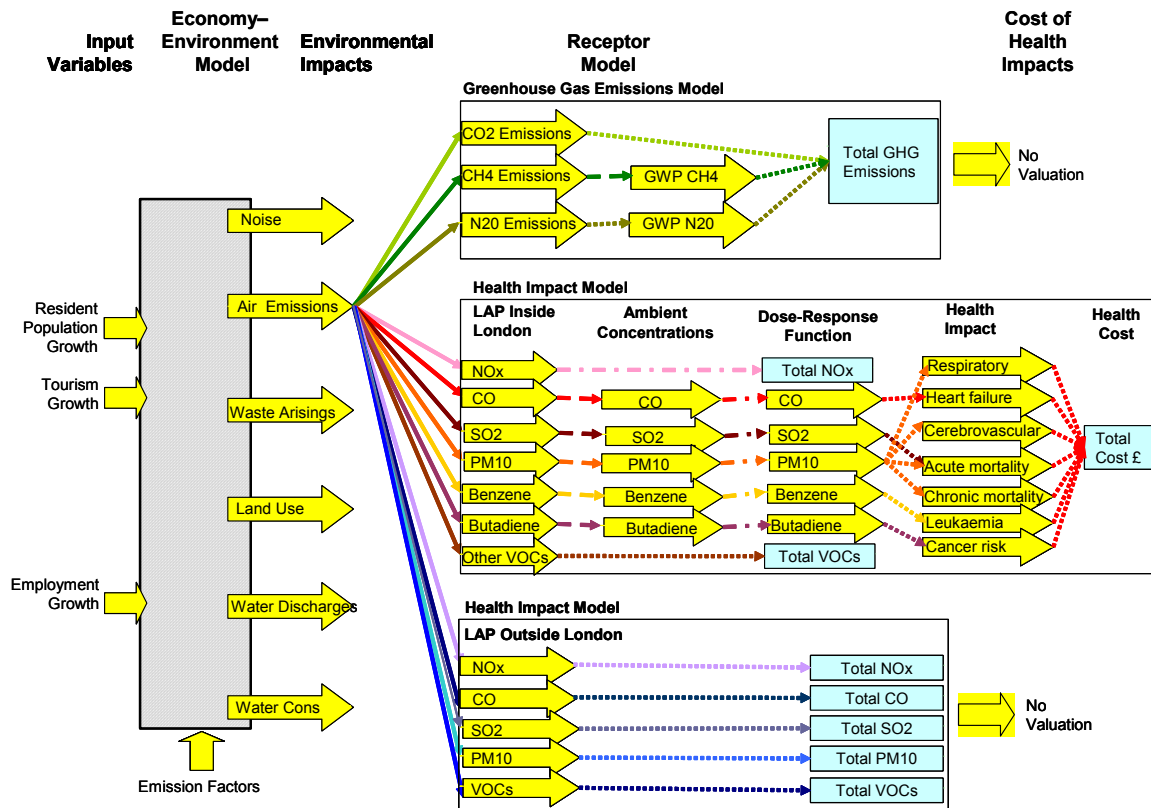 Input
Variables
Economy–
Environment
Model
Environmental
Impacts
Receptor
Model
Cost of
Health
Impacts
Resident
Population
Growth
Tourism
Growth
Employment
Growth
Emission Factors
Noise
Air Emissions
Waste Arisings
Land Use
Water Discharges
Water Cons
Greenhouse Gas Emissions Model
CO2 Emissions
CH4 Emissions
GWP CH4
N20 Emissions
GWP N20
Total GHG
Emissions
No
Valuation
Health Impact Model
LAP Inside
London
Ambient
Concentrations
Dose-Response
Function
Health
Impact
Health
Cost
NOx
Total NOx
Respiratory
CO
CO
CO
Heart failure
SO2
SO2
SO2
Cerebrovascular
PM10
PM10
PM10
Acute mortality
Benzene
Benzene
Benzene
Chronic mortality
Butadiene
Butadiene
Butadiene
Leukaemia
Other VOCs
Total VOCs
Cancer risk
Total
Cost £
Health Impact Model
LAP Outside London
NOx
Total NOx
CO
Total CO
SO2
Total SO2
PM10
Total PM10
VOCs
Total VOCs
No
Valuation